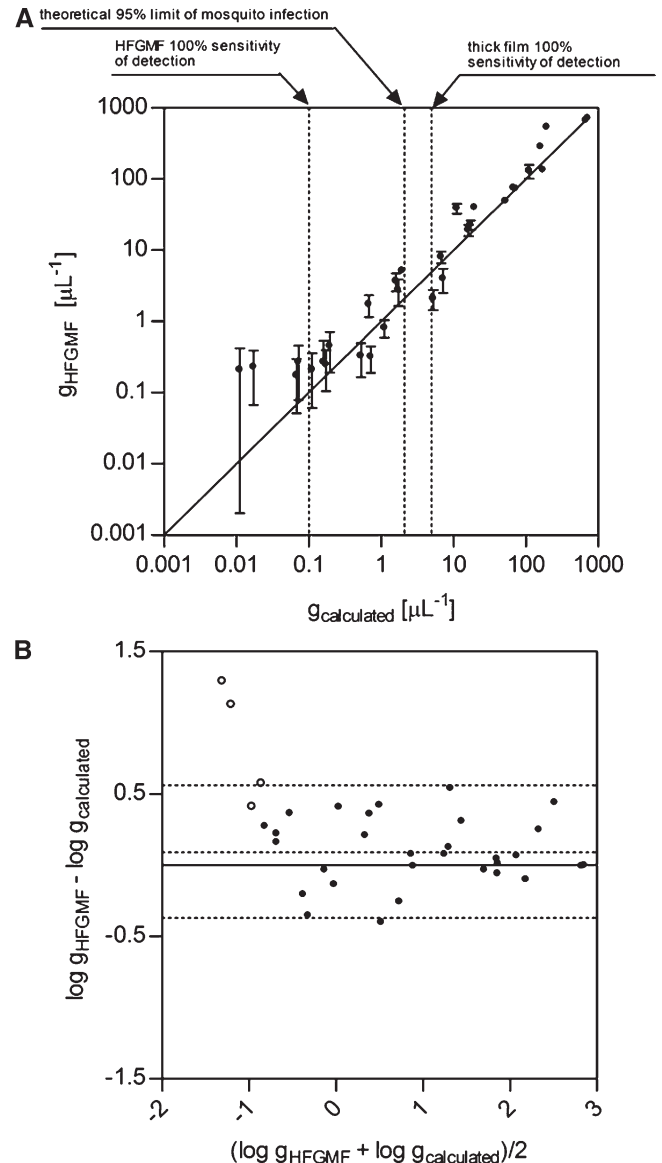 A
theoretical 95% limit of mosquito infection
HFGMF 100% sensitivity
of detection
thick film 100%
sensitivity of detection
1000
100
10
1
0.1
0.01
0.001
gHFGMF [µL-1]
0.001 0.01 0.1 1 10 100 1000
gcalculated [µL-1]
B
1.5
0.5
-0.5
-1.5
log gHFGMF - log gcalculated
-2 -1 0 1 2 3
(log gHFGMF + log gcalculated)/2